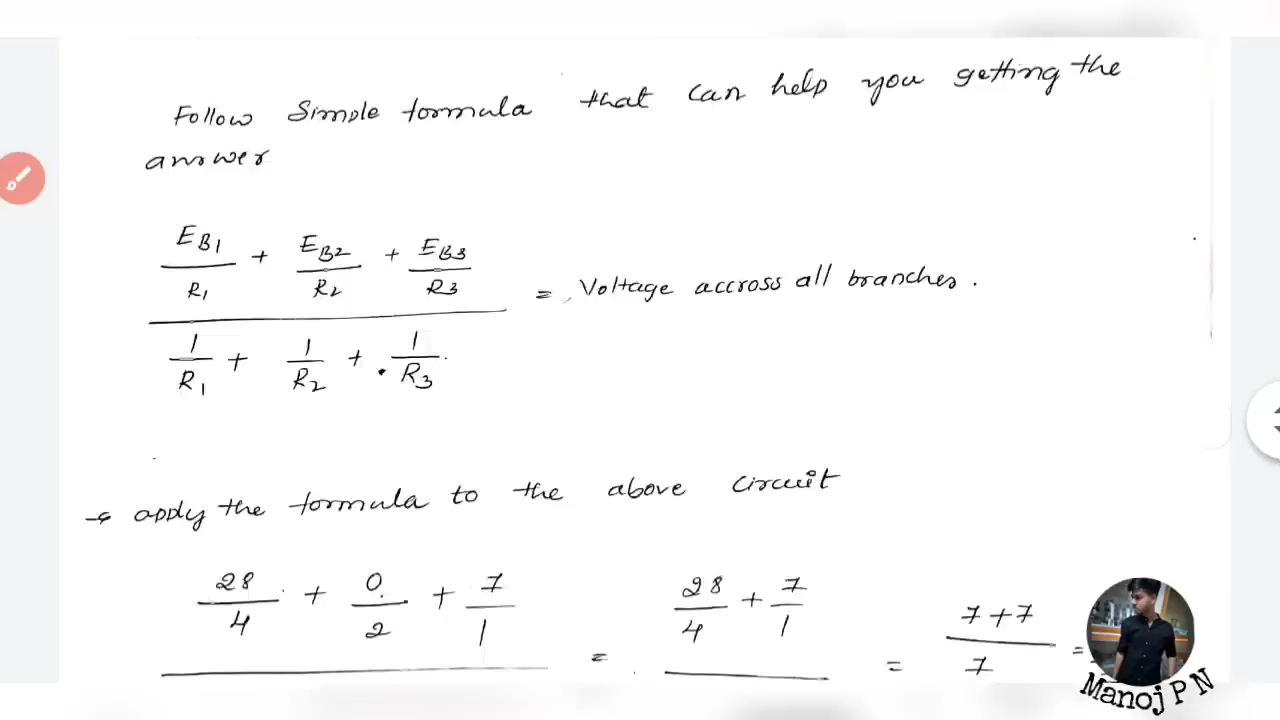 Follow Simple formula that can help you getting the
answer
EB1/R1 + EB2/R2 + EB3/R3
= Voltage accross all branches.
1/R1 + 1/R2 + 1/R3
→ apply the formula to the above circuit
28/4 + 0/2 + 7/1 = 28/4 + 7/1 = 7+7/7 =
Manoj P N